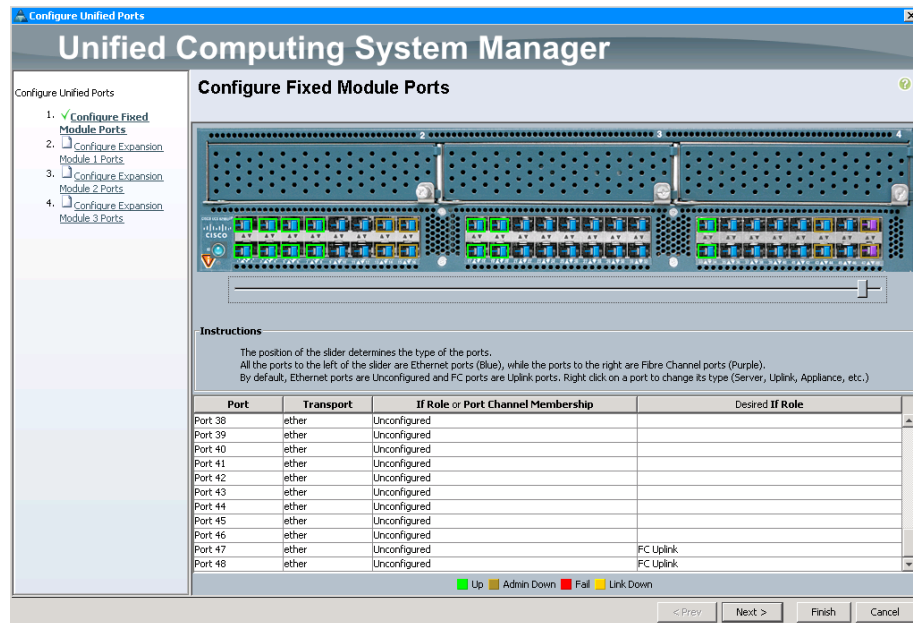 Configure Unified Ports
Unified Computing System Manager
Configure Unified Ports
1. Configure Fixed
Module Ports
2. Configure Expansion
Module 1 Ports
3. Configure Expansion
Module 2 Ports
4. Configure Expansion
Module 3 Ports
Configure Fixed Module Ports
2 3 4
CISCO
Instructions
The position of the slider determines the type of the ports.
All the ports to the left of the slider are Ethernet ports (Blue), while the ports to the right are Fibre Channel ports (Purple).
By default, Ethernet ports are Unconfigured and FC ports are Uplink ports. Right click on a port to change its type (Server, Uplink, Appliance, etc.)
Port Transport If Role or Port Channel Membership Desired If Role
Port 38 ether Unconfigured
Port 39 ether Unconfigured
Port 40 ether Unconfigured
Port 41 ether Unconfigured
Port 42 ether Unconfigured
Port 43 ether Unconfigured
Port 44 ether Unconfigured
Port 45 ether Unconfigured
Port 46 ether Unconfigured
Port 47 ether Unconfigured FC Uplink
Port 48 ether Unconfigured FC Uplink
Up Admin Down Fail Link Down
< Prev Next > Finish Cancel